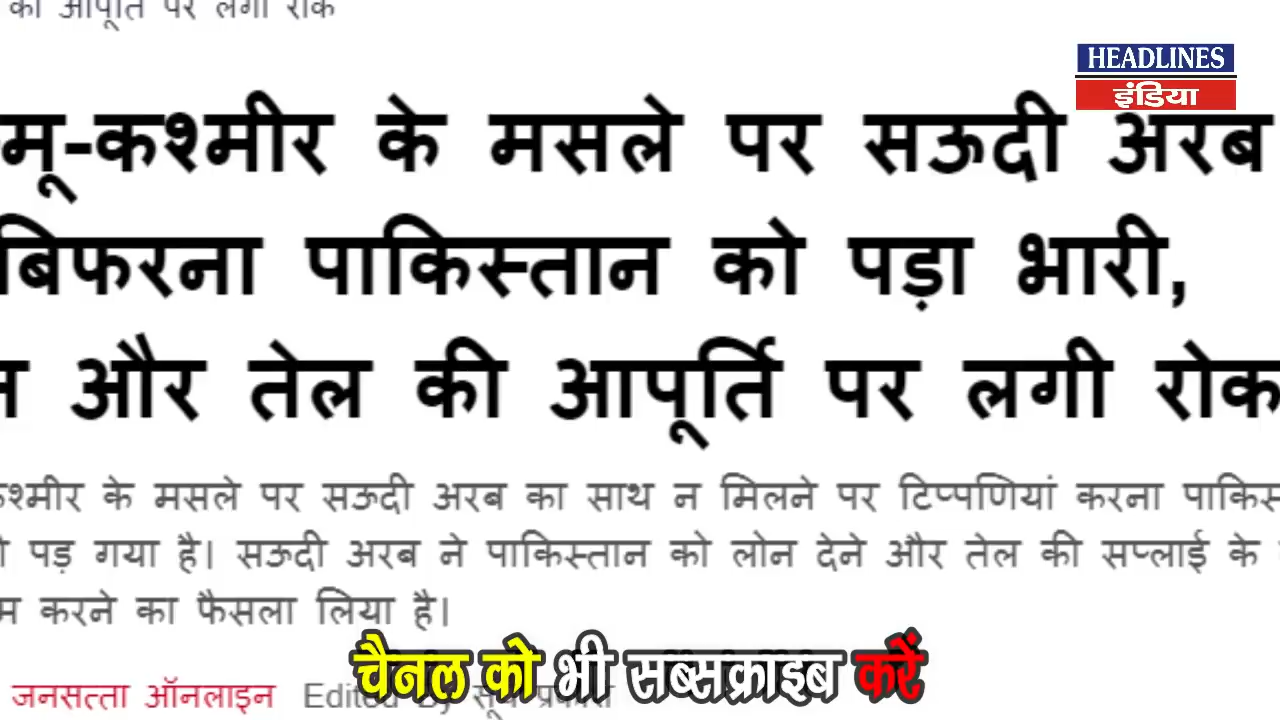 की आपूर्ति पर लगी रोक
HEADLINES
इंडिया
मू-कश्मीर के मसले पर सऊदी अरब
बिफरना पाकिस्तान को पड़ा भारी,
और तेल की आपूर्ति पर लगी रोक
कश्मीर के मसले पर सऊदी अरब का साथ न मिलने पर टिप्पणियां करना पाकिस
पड़ गया है। सऊदी अरब ने पाकिस्तान को लोन देने और तेल की सप्लाई के
म करने का फैसला लिया है।
चैनल को भी सब्सक्राइब करें
जनसत्ता ऑनलाइन Edited By